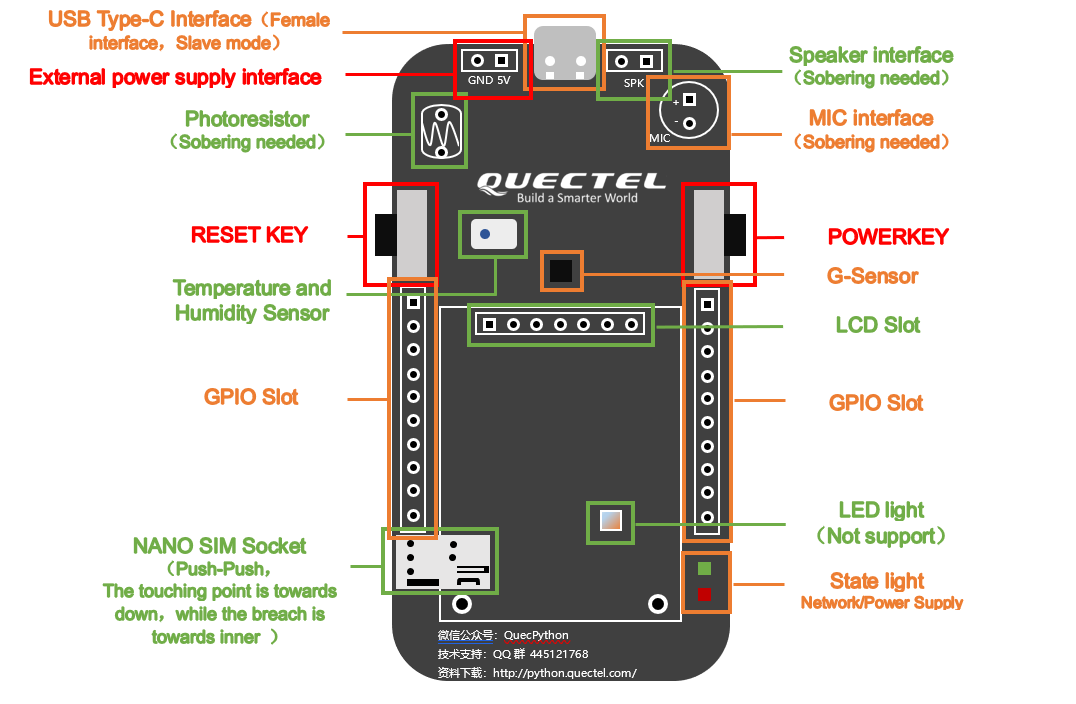 USB Type-C Interface（Female
interface，Slave mode）
External power supply interface
GND 5V
SPK
Speaker interface
（Sobering needed）
Photoresistor
（Sobering needed）
+
-
MIC
MIC interface
（Sobering needed）
QUECTEL
Build a Smarter World
RESET KEY
POWERKEY
G-Sensor
Temperature and
Humidity Sensor
LCD Slot
GPIO Slot
GPIO Slot
LED light
（Not support）
NANO SIM Socket
（Push-Push，
The touching point is towards
down，while the breach is
towards inner ）
State light
Network/Power Supply
微信公众号：QuecPython
技术支持：QQ 群 445121768
资料下载：http://python.quectel.com/